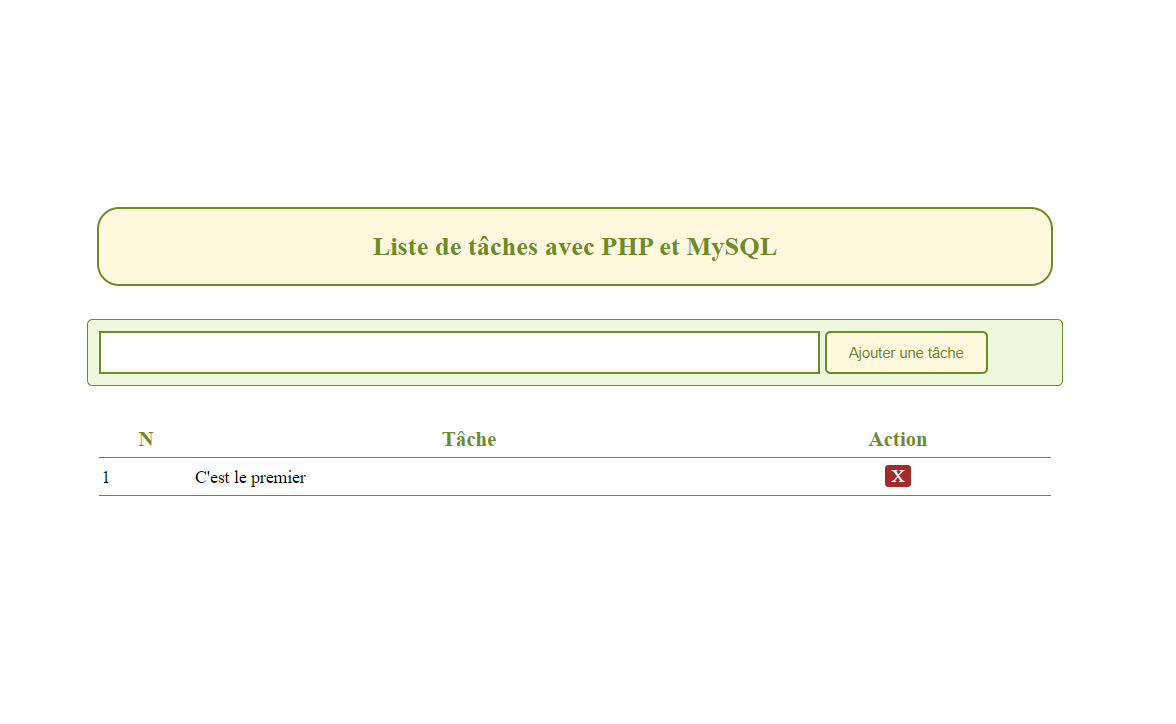 Liste de tâches avec PHP et MySQL
Ajouter une tâche
N Tâche Action
1 C'est le premier X